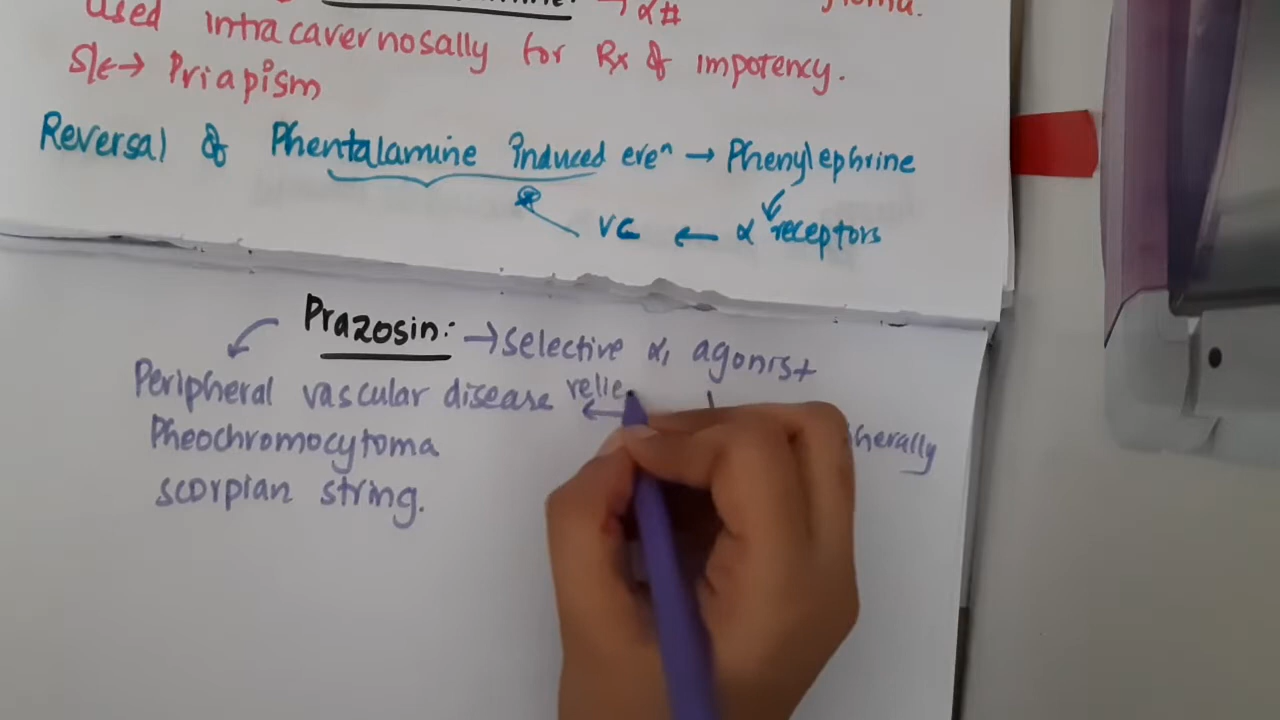 α#
used intracavernosally for Rx of impotency.
S/E→ Priapism
Reversal of Phentalamine induced eren → Phenylephrine
VC ← α receptors
Prazosin: → Selective α1 agonist
Peripheral vascular disease relie
herally
Pheochromocytoma
scorpian string.